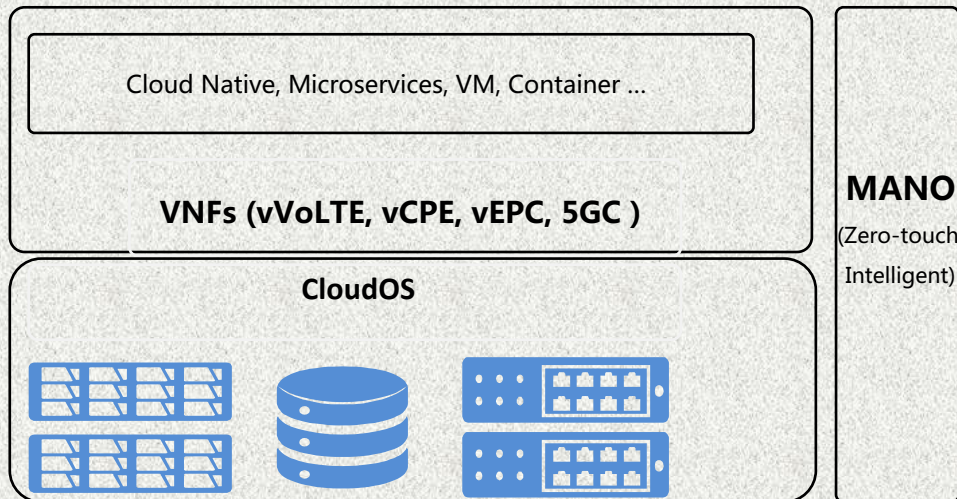 Cloud Native, Microservices, VM, Container ...
VNFs (vVoLTE, vCPE, vEPC, 5GC )
CloudOS
MANO
(Zero-touch
Intelligent)